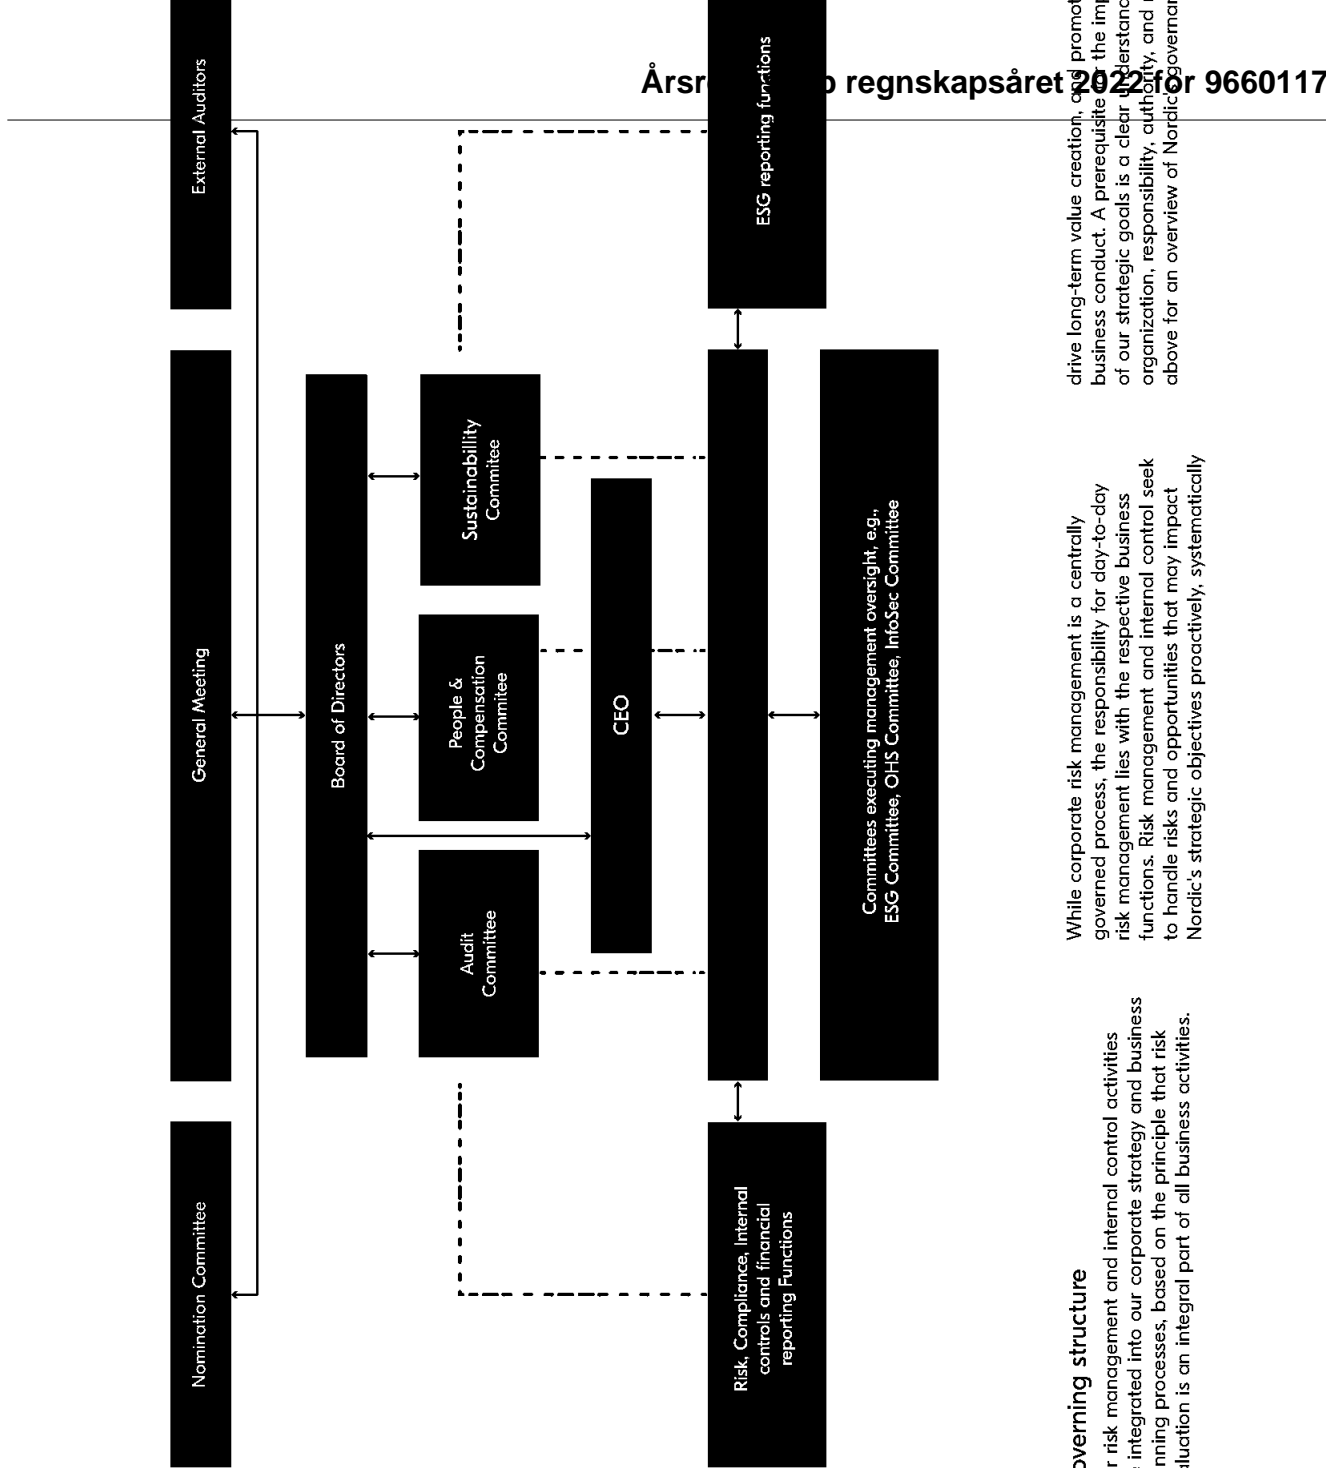 Årsr
p regnskapsåret 2022 for 9660117
Nomination Committee
General Meeting
External Auditors
Board of Directors
Audit
Committee
People &
Compensation
Commitee
Sustainabillity
Commitee
CEO
Risk, Compliance, Internal
controls and financial
reporting Functions
ESG reporting functions
Committees executing management oversight, e.g.,
ESG Committee, OHS Committee, InfoSec Committee
overning structure
r risk management and internal control activities
e integrated into our corporate strategy and business
nning processes, based on the principle that risk
aluation is an integral part of all business activities.
While corporate risk management is a centrally
governed process, the responsibility for day-to-day
risk management lies with the respective business
functions. Risk management and internal control seek
to handle risks and opportunities that may impact
Nordic's strategic objectives proactively, systematically
drive long-term value creation, and promot
business conduct. A prerequisite for the imp
of our strategic goals is a clear understand
organization, responsibility, authority, and
above for an overview of Nordic's governan